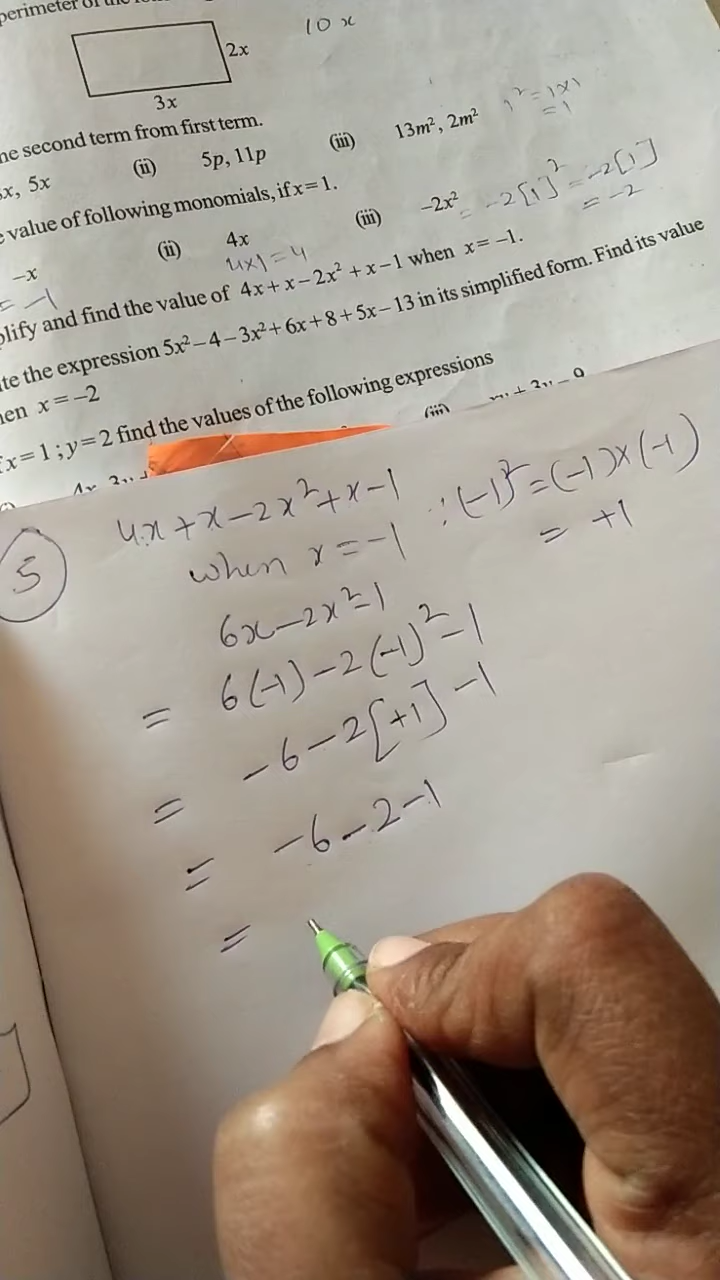 perimeter of the
10 x
2x
3x
he second term from first term.
x, 5x (ii) 5p, 11p (iii) 13m², 2m² 1² = 1×1
= 1
value of following monomials, if x = 1.
-x (ii) 4x (iii) -2x² = -2[1]² = -2[1]
= -1 4×1 = 4 = -2
plify and find the value of 4x + x – 2x² + x – 1 when x = –1.
te the expression 5x² – 4 – 3x² + 6x + 8 + 5x – 13 in its simplified form. Find its value
en x = –2
x = 1 ; y = 2 find the values of the following expressions
(iii)
5
4x + x - 2x² + x - 1 ∴ (-1)² = (-1) × (-1)
when x = -1 = +1
6x - 2x² - 1
= 6(-1) - 2(-1)² - 1
= -6 - 2[+1] - 1
= -6 - 2 - 1
=